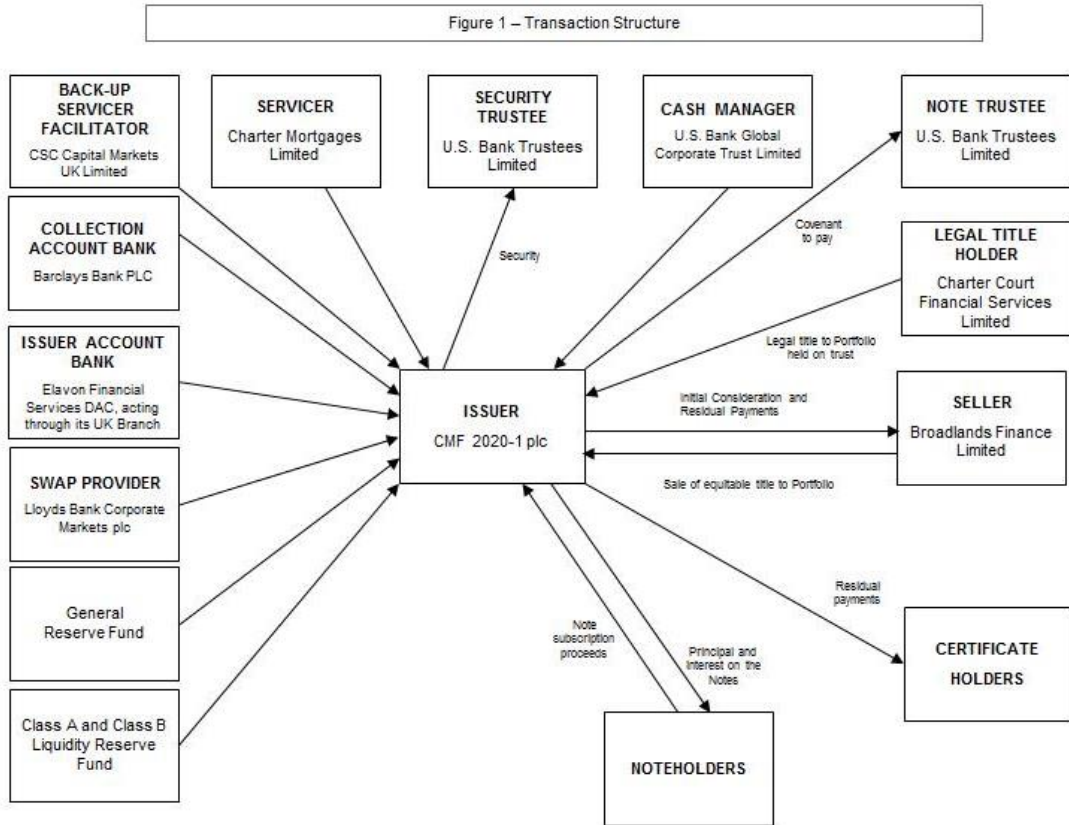 Figure 1 – Transaction Structure
BACK-UP
SERVICER
FACILITATOR
CSC Capital Markets
UK Limited
SERVICER
Charter Mortgages
Limited
SECURITY
TRUSTEE
U.S. Bank Trustees
Limited
CASH MANAGER
U.S. Bank Global
Corporate Trust Limited
NOTE TRUSTEE
U.S. Bank Trustees
Limited
COLLECTION
ACCOUNT BANK
Barclays Bank PLC
Security
Covenant
to pay
LEGAL TITLE
HOLDER
Charter Court
Financial Services
Limited
ISSUER ACCOUNT
BANK
Elavon Financial
Services DAC, acting
through its UK Branch
Legal title to Portfolio
held on trust
ISSUER
CMF 2020-1 plc
Initial Consideration and
Residual Payments
SELLER
Broadlands Finance
Limited
Sale of equitable title to Portfolio
SWAP PROVIDER
Lloyds Bank Corporate
Markets plc
General
Reserve Fund
Note
subscription
proceeds
Principal and
Interest on the
Notes
Residual
payments
CERTIFICATE
HOLDERS
Class A and Class B
Liquidity Reserve
Fund
NOTEHOLDERS